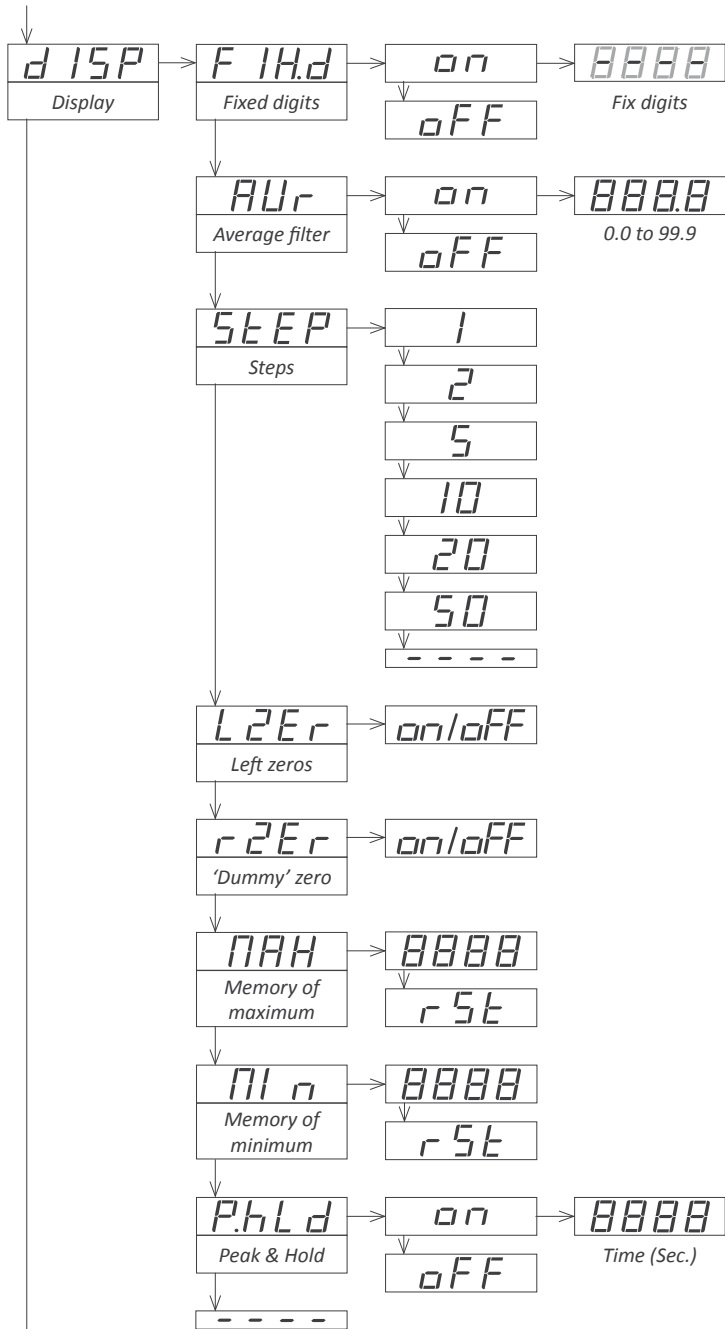 d 1SP
Display
F 1H.d
Fixed digits
on
oFF
8888
Fix digits
AUr
Average filter
on
oFF
888.8
0.0 to 99.9
StEP
Steps
1
2
5
10
20
50
----
L2Er
Left zeros
on/oFF
r2Er
‘Dummy’ zero
on/oFF
MAH
Memory of
maximum
8888
rSt
MIn
Memory of
minimum
8888
rSt
P.hLd
Peak & Hold
on
oFF
8888
Time (Sec.)
----